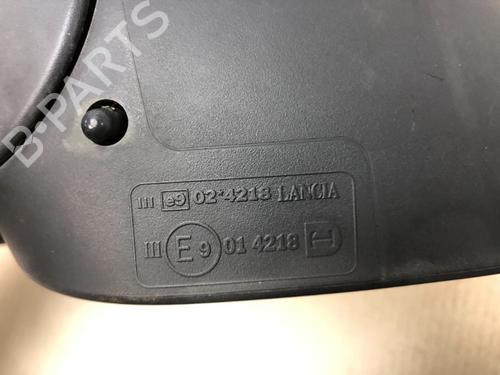 B-PARTS
III e9 02*4218 LANCIA
III E 9 01 4218